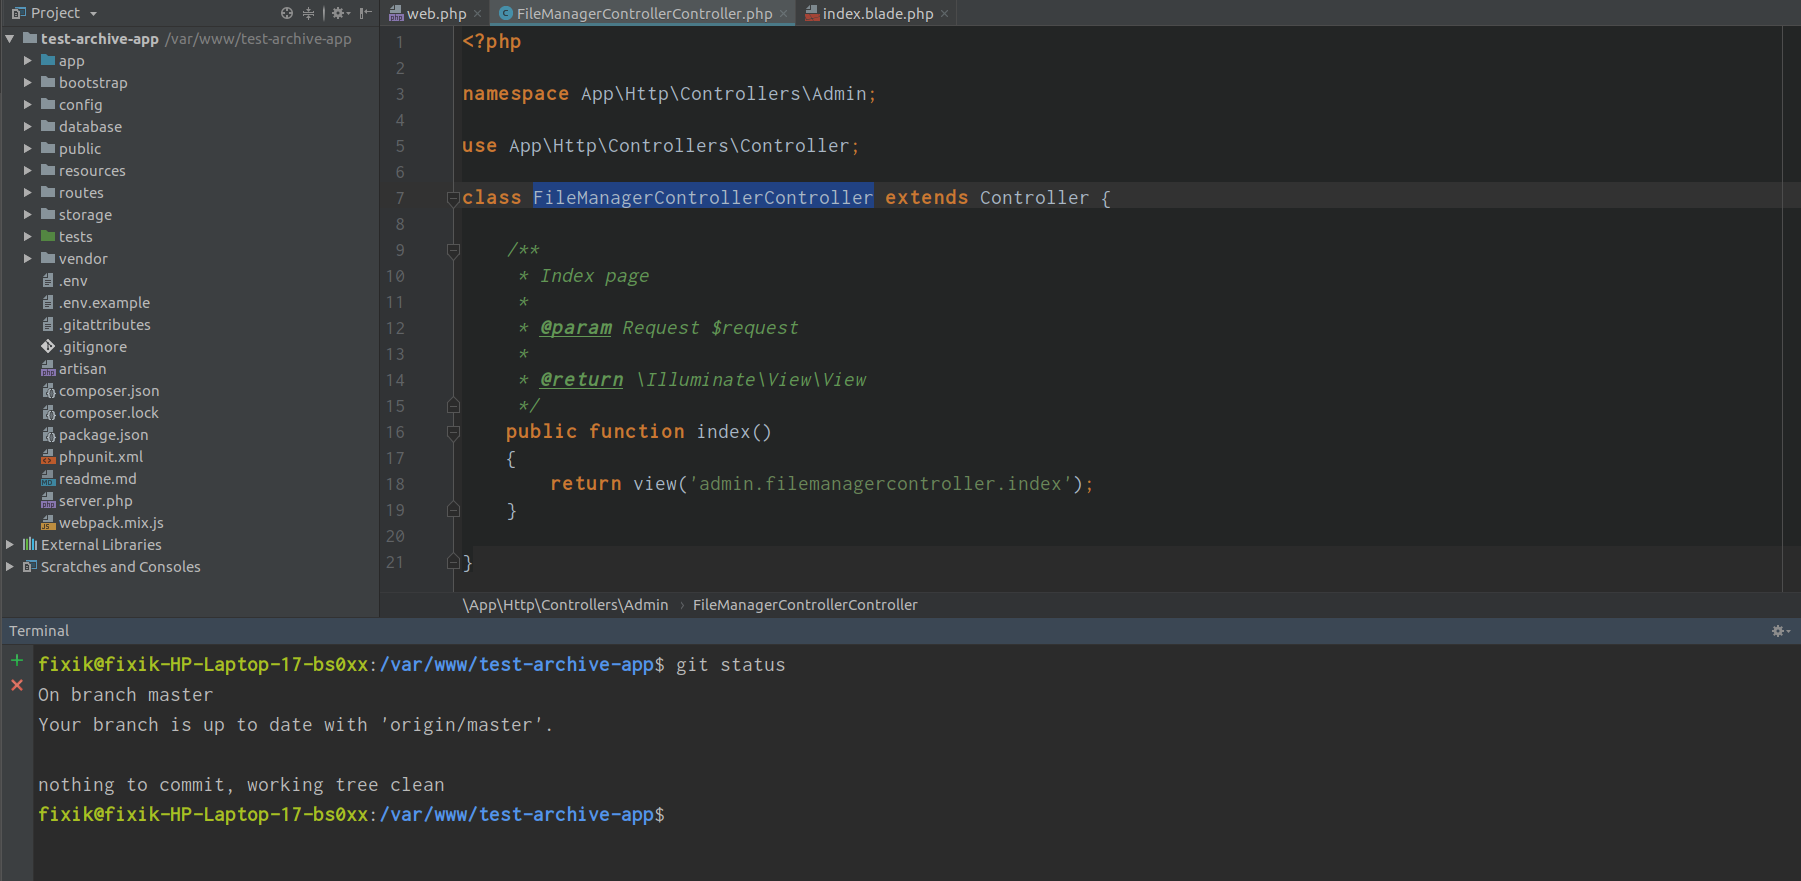 Project
test-archive-app /var/www/test-archive-app
app
bootstrap
config
database
public
resources
routes
storage
tests
vendor
.env
.env.example
.gitattributes
.gitignore
artisan
composer.json
composer.lock
package.json
phpunit.xml
readme.md
server.php
webpack.mix.js
External Libraries
Scratches and Consoles
web.php FileManagerControllerController.php index.blade.php
1 <?php
2
3 namespace App\Http\Controllers\Admin;
4
5 use App\Http\Controllers\Controller;
6
7 class FileManagerControllerController extends Controller {
8
9 /**
10 * Index page
11 *
12 * @param Request $request
13 *
14 * @return \Illuminate\View\View
15 */
16 public function index()
17 {
18 return view('admin.filemanagercontroller.index');
19 }
20
21 }
\App\Http\Controllers\Admin › FileManagerControllerController
Terminal
fixik@fixik-HP-Laptop-17-bs0xx:/var/www/test-archive-app$ git status
On branch master
Your branch is up to date with 'origin/master'.
nothing to commit, working tree clean
fixik@fixik-HP-Laptop-17-bs0xx:/var/www/test-archive-app$